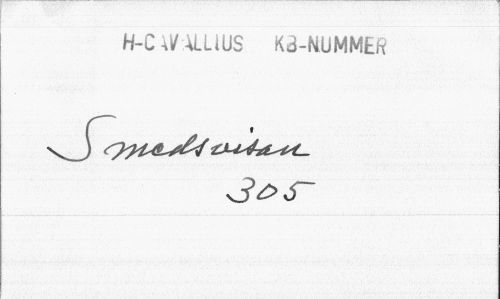 H-CAVALLIUS KB-NUMMER
Smedsvisan
305